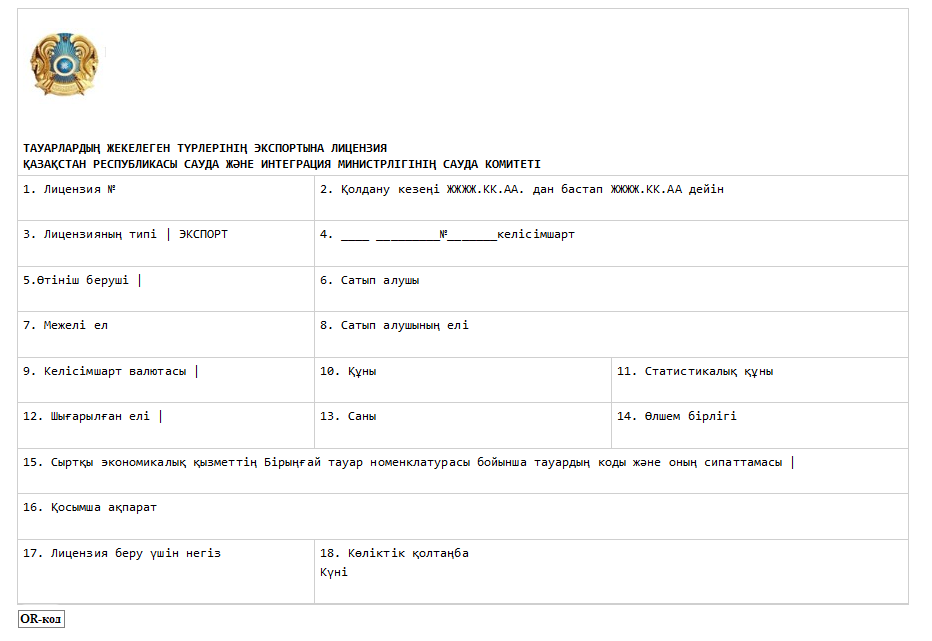 ТАУАРЛАРДЫҢ ЖЕКЕЛЕГЕН ТҮРЛЕРІНІҢ ЭКСПОРТЫНА ЛИЦЕНЗИЯ
ҚАЗАҚСТАН РЕСПУБЛИКАСЫ САУДА ЖӘНЕ ИНТЕГРАЦИЯ МИНИСТРЛІГІНІҢ САУДА КОМИТЕТІ
1. Лицензия №
2. Қолдану кезеңі ЖЖЖЖ.КК.АА. дан бастап ЖЖЖЖ.КК.АА дейін
3. Лицензияның типі | ЭКСПОРТ
4. ____ _________№_______келісімшарт
5.Өтініш беруші |
6. Сатып алушы
7. Межелі ел
8. Сатып алушының елі
9. Келісімшарт валютасы |
10. Құны
11. Статистикалық құны
12. Шығарылған елі |
13. Саны
14. Өлшем бірлігі
15. Сыртқы экономикалық қызметтің Бірыңғай тауар номенклатурасы бойынша тауардың коды және оның сипаттамасы |
16. Қосымша ақпарат
17. Лицензия беру үшін негіз
18. Көліктік қолтаңба
Күні
QR-код